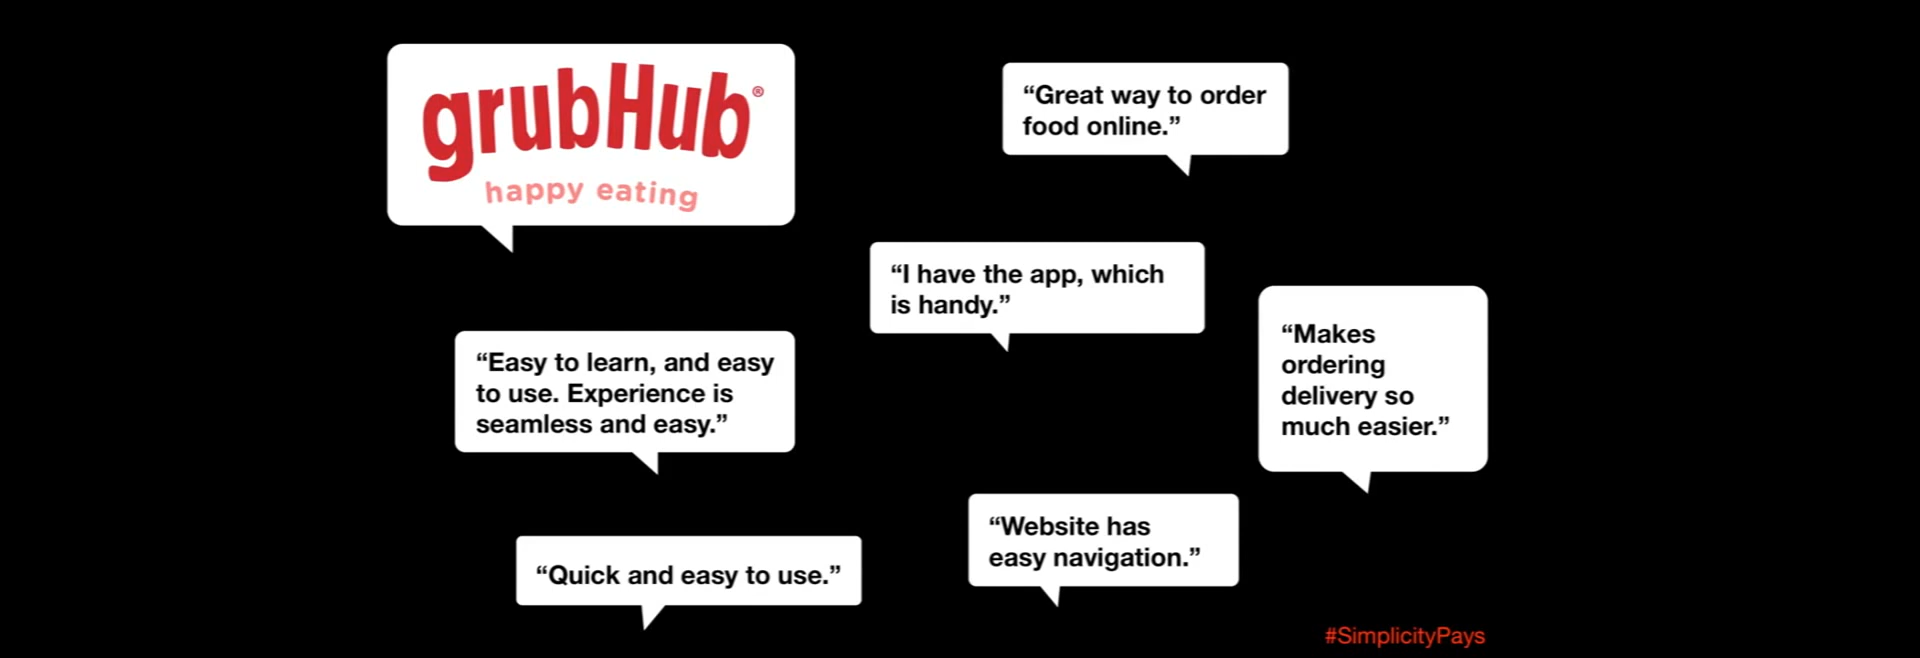 grubHub®
happy eating
“Great way to order
food online.”
“I have the app, which
is handy.”
“Easy to learn, and easy
to use. Experience is
seamless and easy.”
“Makes
ordering
delivery so
much easier.”
“Website has
easy navigation.”
“Quick and easy to use.”
#SimplicityPays